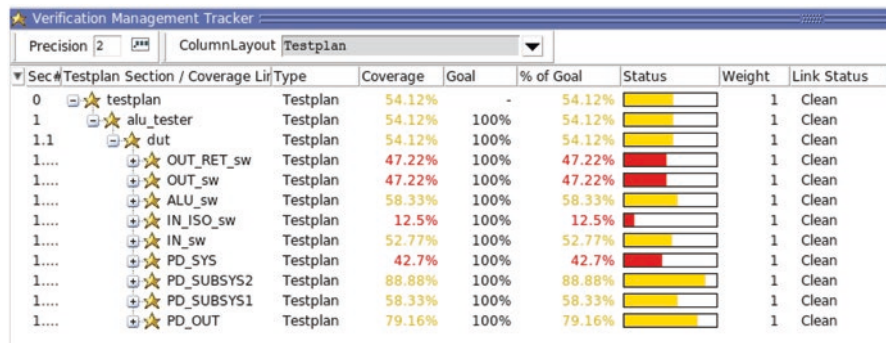 Verification Management Tracker
Precision 2 ColumnLayout Testplan
Sec# Testplan Section / Coverage Lir Type Coverage Goal % of Goal Status Weight Link Status
0 testplan Testplan 54.12% - 54.12% 1 Clean
1 alu_tester Testplan 54.12% 100% 54.12% 1 Clean
1.1 dut Testplan 54.12% 100% 54.12% 1 Clean
1.... OUT_RET_sw Testplan 47.22% 100% 47.22% 1 Clean
1.... OUT_sw Testplan 47.22% 100% 47.22% 1 Clean
1.... ALU_sw Testplan 58.33% 100% 58.33% 1 Clean
1.... IN_ISO_sw Testplan 12.5% 100% 12.5% 1 Clean
1.... IN_sw Testplan 52.77% 100% 52.77% 1 Clean
1.... PD_SYS Testplan 42.7% 100% 42.7% 1 Clean
1.... PD_SUBSYS2 Testplan 88.88% 100% 88.88% 1 Clean
1.... PD_SUBSYS1 Testplan 58.33% 100% 58.33% 1 Clean
1.... PD_OUT Testplan 79.16% 100% 79.16% 1 Clean